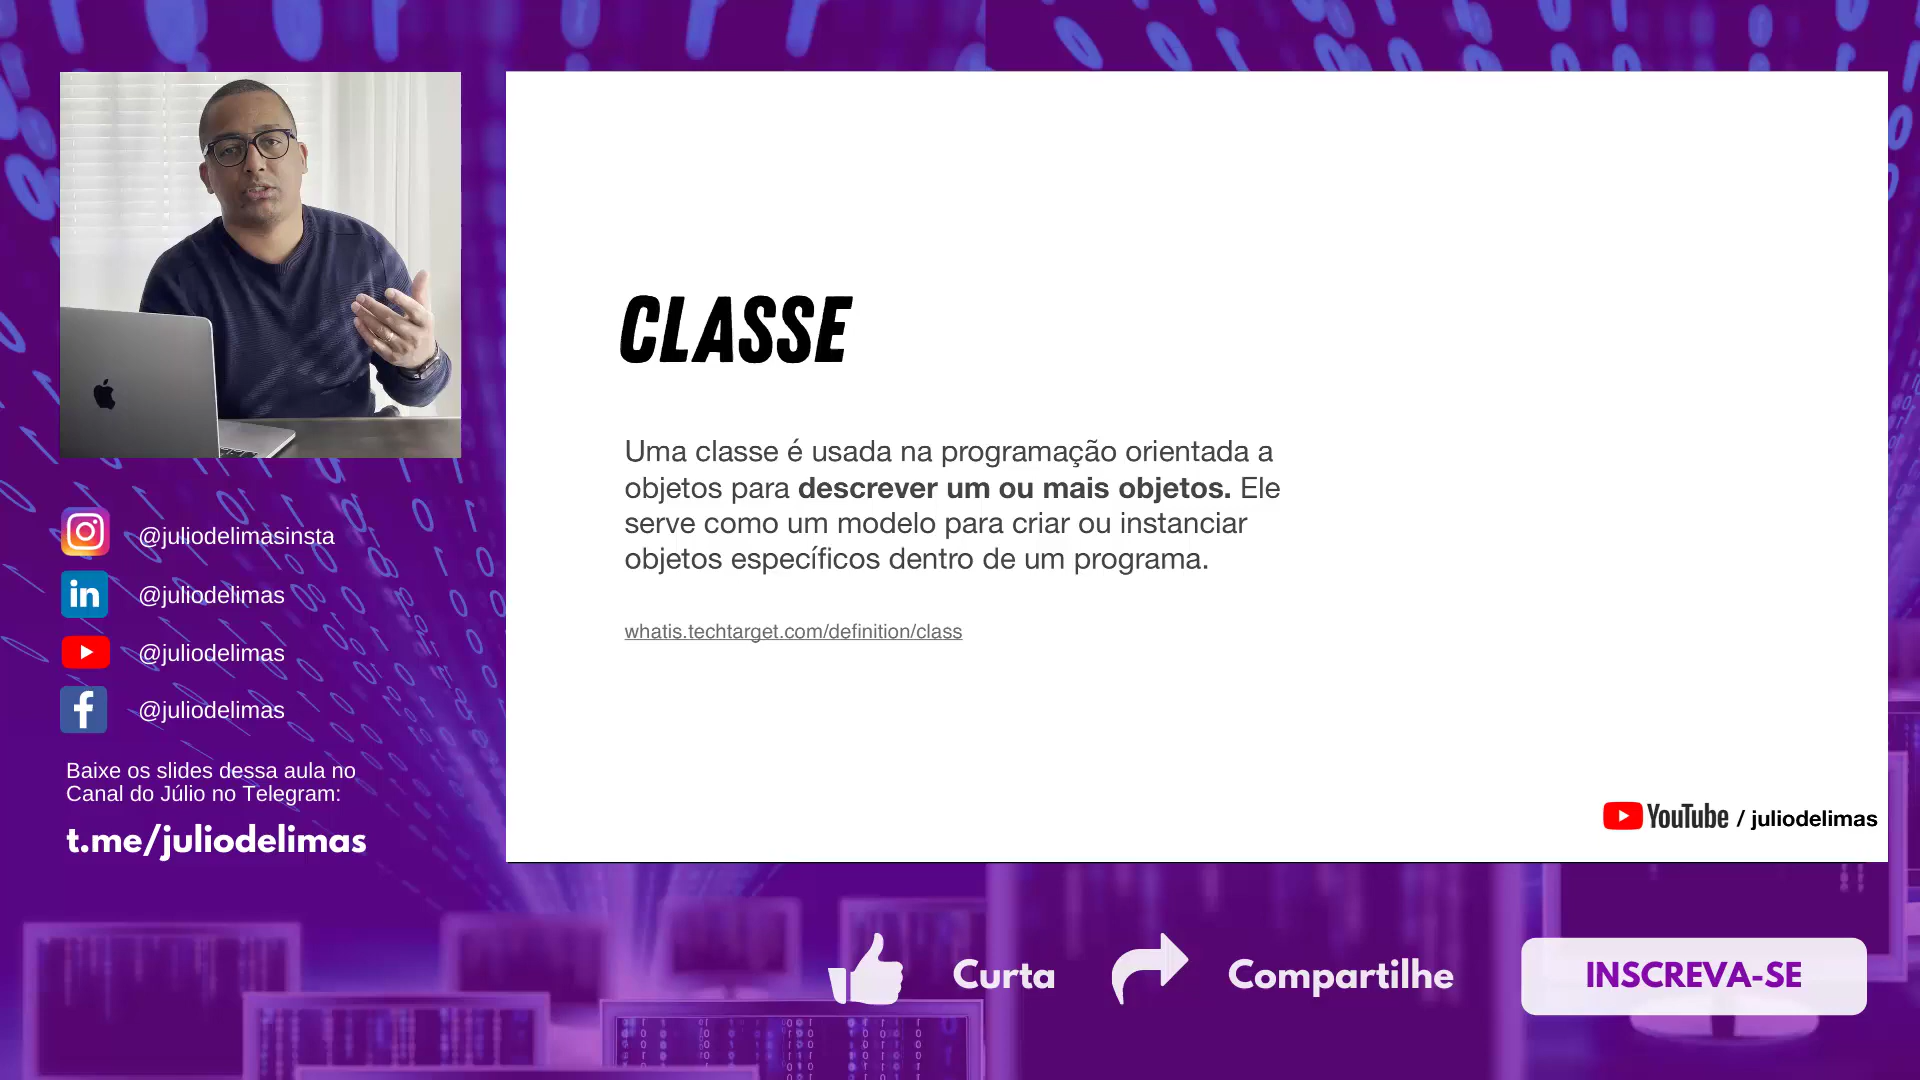 CLASSE
Uma classe é usada na programação orientada a
objetos para descrever um ou mais objetos. Ele
serve como um modelo para criar ou instanciar
objetos específicos dentro de um programa.
whatis.techtarget.com/definition/class
YouTube / juliodelimas
@juliodelimasinsta
in
@juliodelimas
@juliodelimas
f
@juliodelimas
Baixe os slides dessa aula no
Canal do Júlio no Telegram:
t.me/juliodelimas
Curta
Compartilhe
INSCREVA-SE